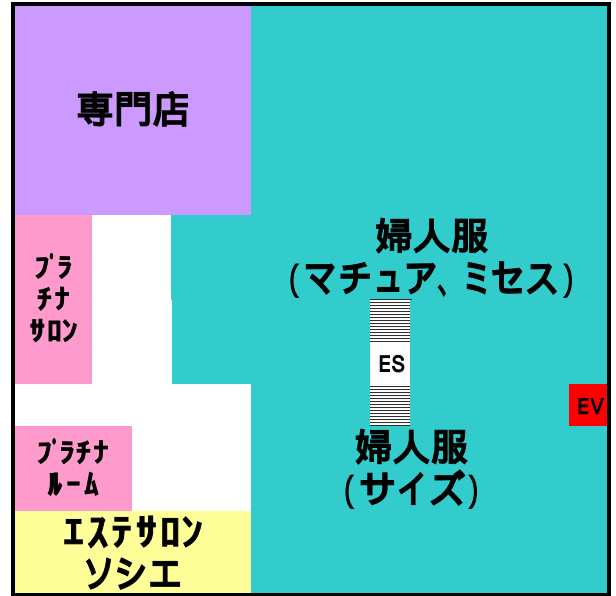 専門店
婦人服
(マチュア、ミセス)
プラ
チナ
サロン
ES
EV
プラチナ
ルーム
婦人服
(サイズ)
エステサロン
ソシエ